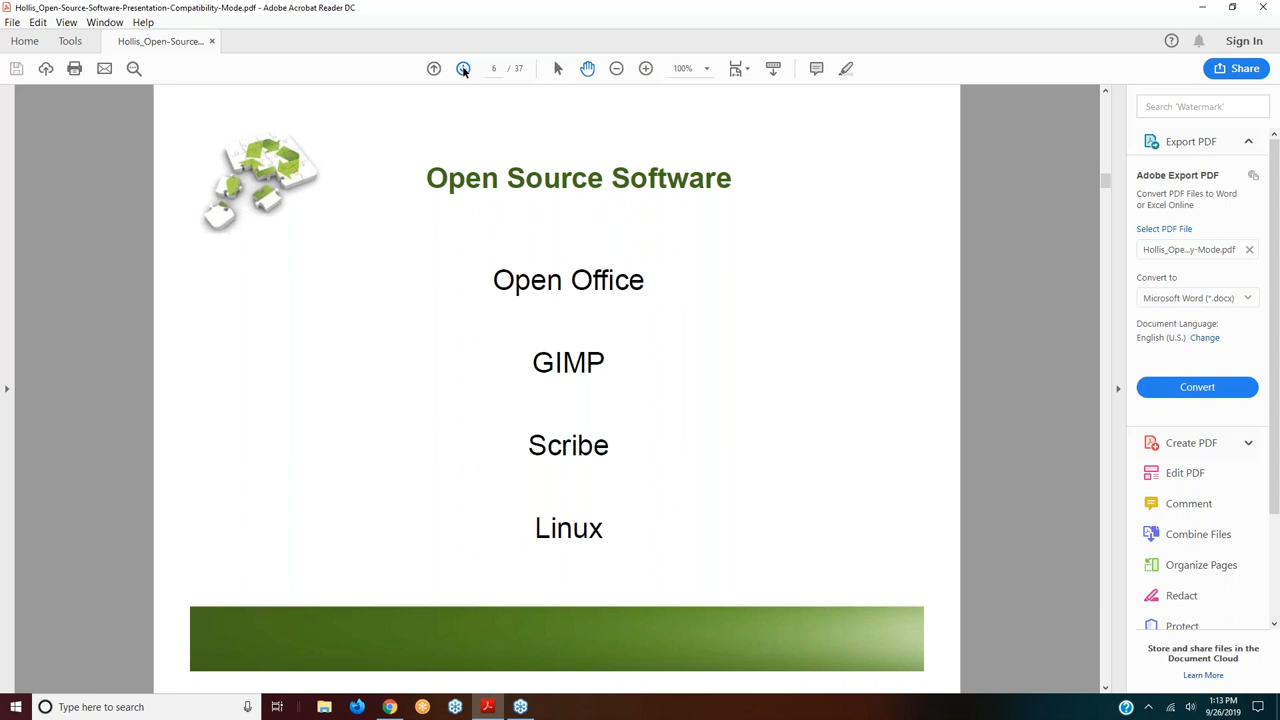 Hollis_Open-Source-Software-Presentation-Compatibility-Mode.pdf - Adobe Acrobat Reader DC
File Edit View Window Help
Home Tools Hollis_Open-Source... × Sign In
6 / 37 100% Share
Open Source Software
Open Office
GIMP
Scribe
Linux
Search 'Watermark'
Export PDF
Adobe Export PDF
Convert PDF Files to Word
or Excel Online
Select PDF File
Hollis_Ope...y-Mode.pdf
Convert to
Microsoft Word (*.docx)
Document Language:
English (U.S.) Change
Convert
Create PDF
Edit PDF
Comment
Combine Files
Organize Pages
Redact
Protect
Store and share files in the
Document Cloud
Learn More
Type here to search
1:13 PM
9/26/2019